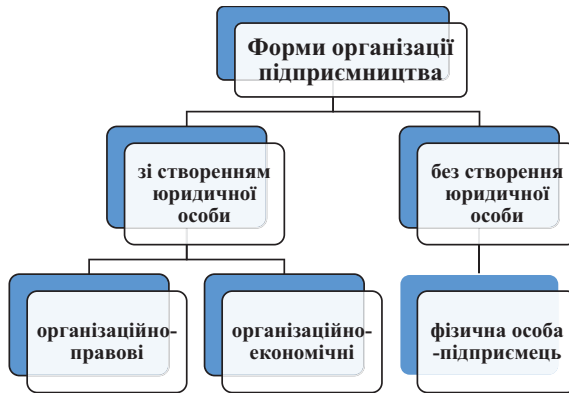 Форми організації
підприємництва
зі створенням
юридичної
особи
без створення
юридичної
особи
організаційно-
правові
організаційно-
економічні
фізична особа
-підприємець